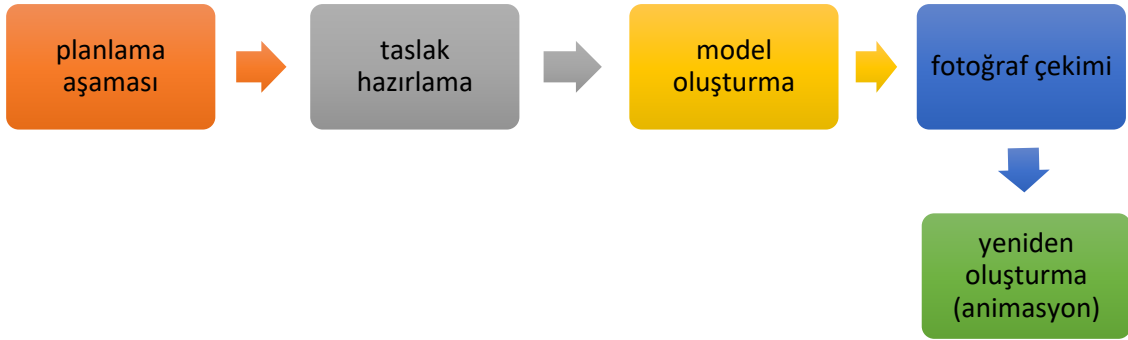 planlama
aşaması
taslak
hazırlama
model
oluşturma
fotoğraf çekimi
yeniden
oluşturma
(animasyon)